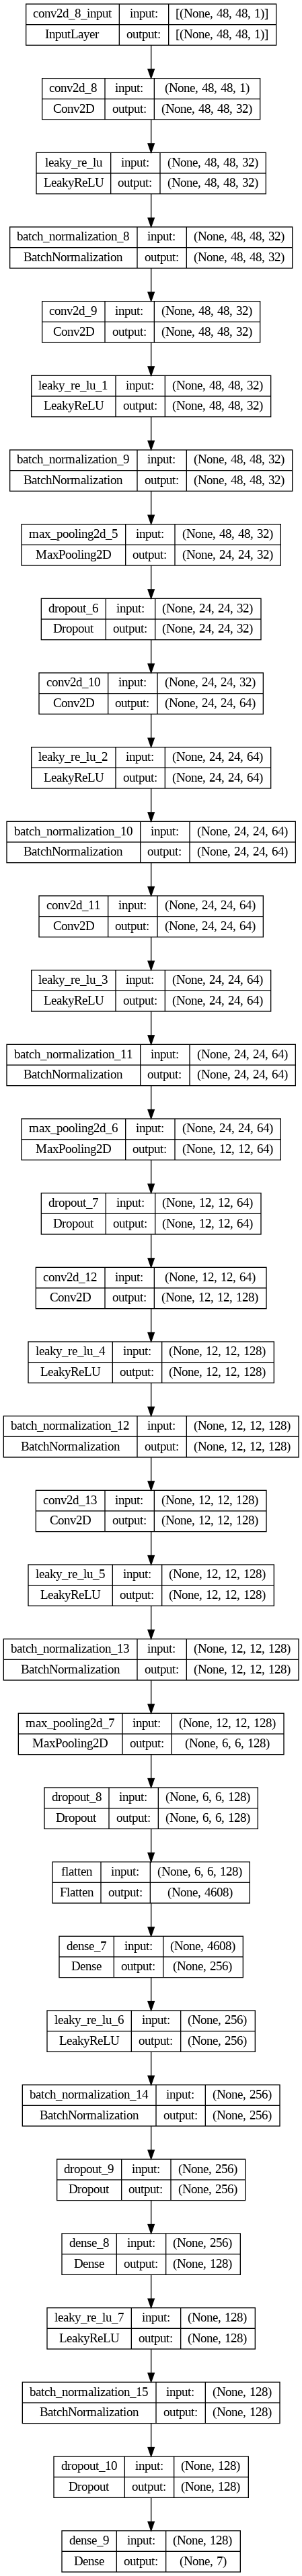 conv2d_8_input input: [(None, 48, 48, 1)]
InputLayer output: [(None, 48, 48, 1)]
conv2d_8 input: (None, 48, 48, 1)
Conv2D output: (None, 48, 48, 32)
leaky_re_lu input: (None, 48, 48, 32)
LeakyReLU output: (None, 48, 48, 32)
batch_normalization_8 input: (None, 48, 48, 32)
BatchNormalization output: (None, 48, 48, 32)
conv2d_9 input: (None, 48, 48, 32)
Conv2D output: (None, 48, 48, 32)
leaky_re_lu_1 input: (None, 48, 48, 32)
LeakyReLU output: (None, 48, 48, 32)
batch_normalization_9 input: (None, 48, 48, 32)
BatchNormalization output: (None, 48, 48, 32)
max_pooling2d_5 input: (None, 48, 48, 32)
MaxPooling2D output: (None, 24, 24, 32)
dropout_6 input: (None, 24, 24, 32)
Dropout output: (None, 24, 24, 32)
conv2d_10 input: (None, 24, 24, 32)
Conv2D output: (None, 24, 24, 64)
leaky_re_lu_2 input: (None, 24, 24, 64)
LeakyReLU output: (None, 24, 24, 64)
batch_normalization_10 input: (None, 24, 24, 64)
BatchNormalization output: (None, 24, 24, 64)
conv2d_11 input: (None, 24, 24, 64)
Conv2D output: (None, 24, 24, 64)
leaky_re_lu_3 input: (None, 24, 24, 64)
LeakyReLU output: (None, 24, 24, 64)
batch_normalization_11 input: (None, 24, 24, 64)
BatchNormalization output: (None, 24, 24, 64)
max_pooling2d_6 input: (None, 24, 24, 64)
MaxPooling2D output: (None, 12, 12, 64)
dropout_7 input: (None, 12, 12, 64)
Dropout output: (None, 12, 12, 64)
conv2d_12 input: (None, 12, 12, 64)
Conv2D output: (None, 12, 12, 128)
leaky_re_lu_4 input: (None, 12, 12, 128)
LeakyReLU output: (None, 12, 12, 128)
batch_normalization_12 input: (None, 12, 12, 128)
BatchNormalization output: (None, 12, 12, 128)
conv2d_13 input: (None, 12, 12, 128)
Conv2D output: (None, 12, 12, 128)
leaky_re_lu_5 input: (None, 12, 12, 128)
LeakyReLU output: (None, 12, 12, 128)
batch_normalization_13 input: (None, 12, 12, 128)
BatchNormalization output: (None, 12, 12, 128)
max_pooling2d_7 input: (None, 12, 12, 128)
MaxPooling2D output: (None, 6, 6, 128)
dropout_8 input: (None, 6, 6, 128)
Dropout output: (None, 6, 6, 128)
flatten input: (None, 6, 6, 128)
Flatten output: (None, 4608)
dense_7 input: (None, 4608)
Dense output: (None, 256)
leaky_re_lu_6 input: (None, 256)
LeakyReLU output: (None, 256)
batch_normalization_14 input: (None, 256)
BatchNormalization output: (None, 256)
dropout_9 input: (None, 256)
Dropout output: (None, 256)
dense_8 input: (None, 256)
Dense output: (None, 128)
leaky_re_lu_7 input: (None, 128)
LeakyReLU output: (None, 128)
batch_normalization_15 input: (None, 128)
BatchNormalization output: (None, 128)
dropout_10 input: (None, 128)
Dropout output: (None, 128)
dense_9 input: (None, 128)
Dense output: (None, 7)